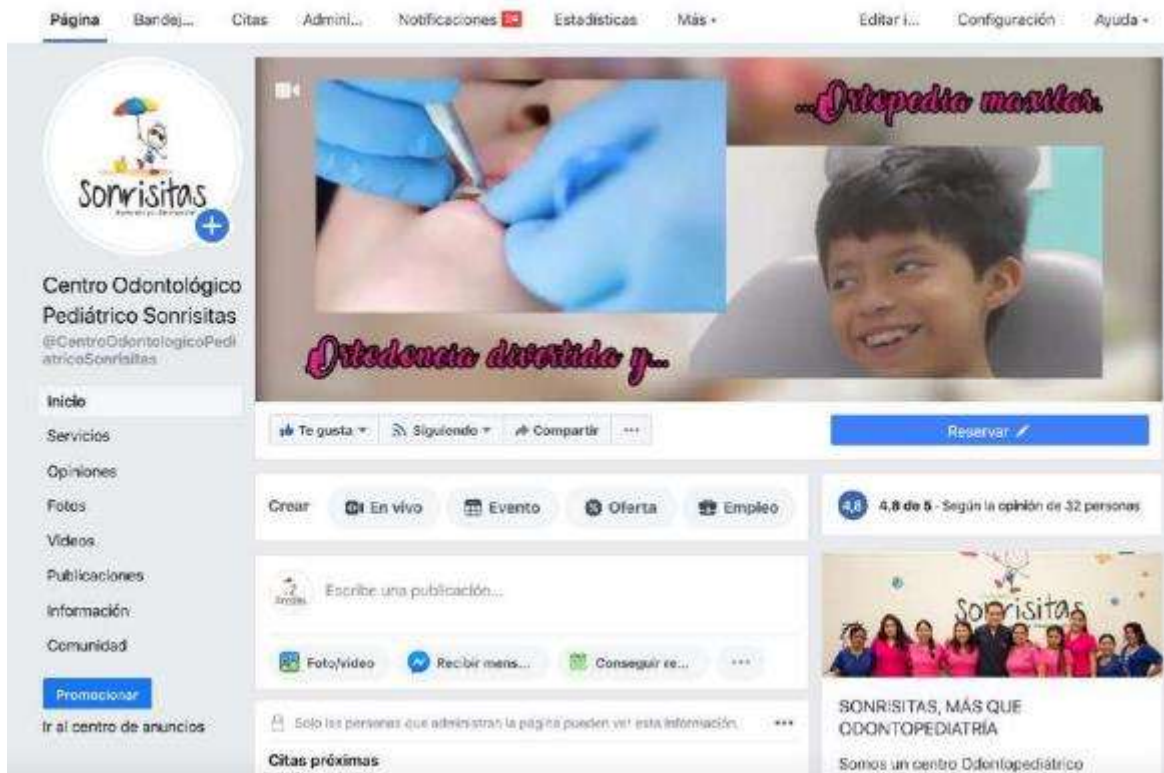 Página Bandej... Citas Admini... Notificaciones Estadísticas Más Editar i... Configuración Ayuda
...Ortopedia maxilar.
Ortodoncia divertida y...
Sonrisitas
Centro Odontológico
Pediátrico Sonrisitas
@CentroOdontologicoPedi
atricoSonrisitas
Inicio
Servicios
Opiniones
Fotos
Videos
Publicaciones
Información
Comunidad
Promocionar
Ir al centro de anuncios
Te gusta Siguiendo Compartir ...
Reservar
Crear En vivo Evento Oferta Empleo
Escribe una publicación...
Foto/video Recibir mens... Conseguir re... ...
Solo las personas que administran la página pueden ver esta información. ...
Citas próximas
4,8 4,8 de 5 - Según la opinión de 32 personas
Sonrisitas
SONRISITAS, MÁS QUE
ODONTOPEDIATRÍA
Somos un centro Odontopediátrico